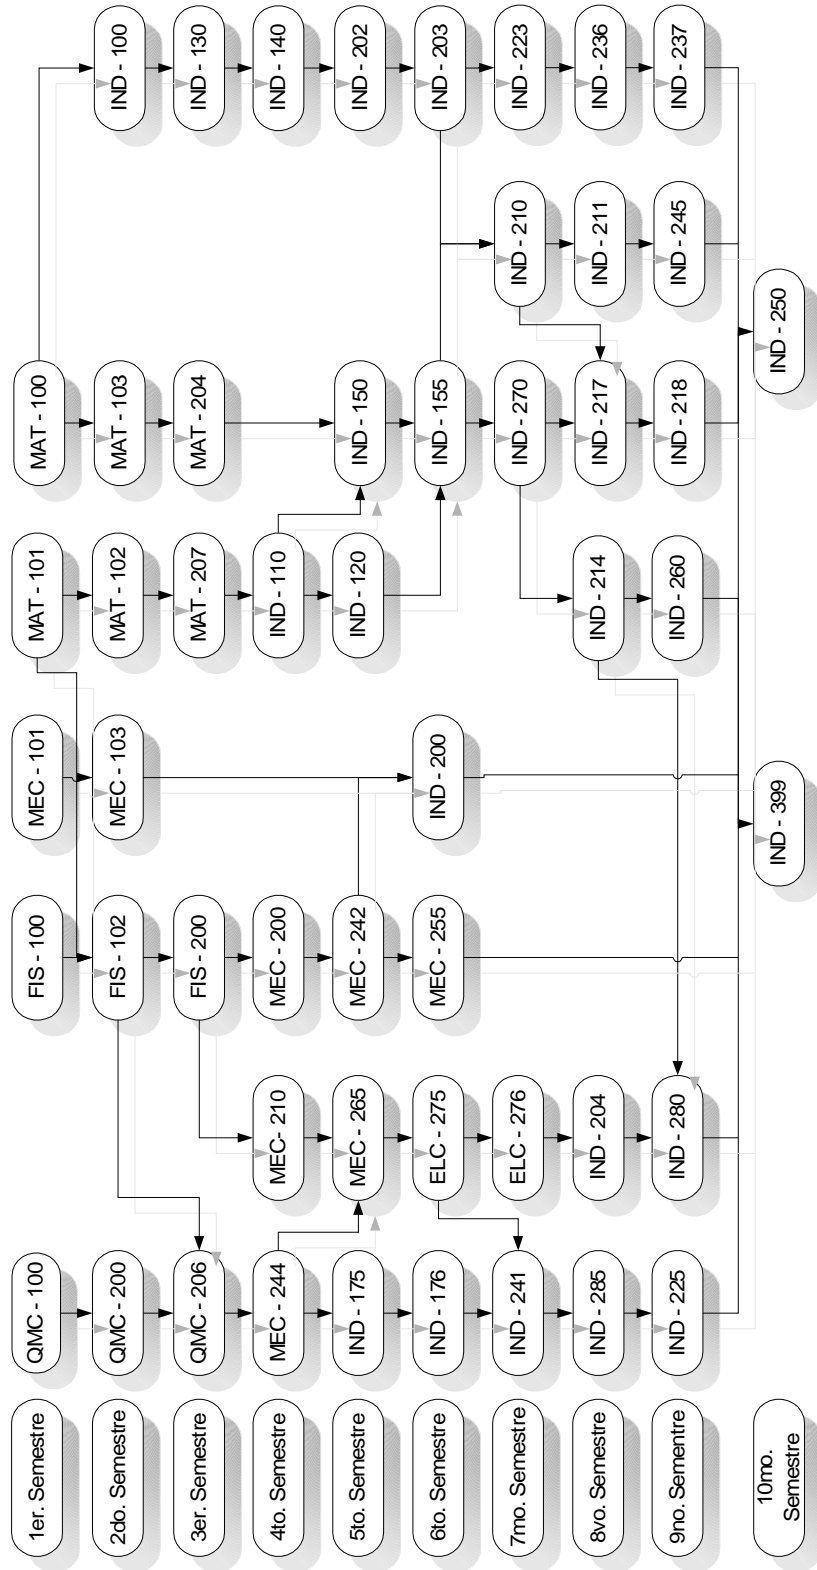 1er. Semestre
QMC - 100
FIS - 100
MEC - 101
MAT - 101
MAT - 100
2do. Semestre
QMC - 200
FIS - 102
MEC - 103
MAT - 102
MAT - 103
IND - 100
3er. Semestre
QMC - 206
FIS - 200
MAT - 207
MAT - 204
IND - 130
4to. Semestre
MEC - 244
MEC- 210
MEC - 200
IND - 110
IND - 140
5to. Semestre
IND - 175
MEC - 265
MEC - 242
IND - 120
IND - 150
IND - 202
6to. Semestre
IND - 176
ELC - 275
MEC - 255
IND - 200
IND - 155
IND - 203
7mo. Semestre
IND - 241
ELC - 276
IND - 270
IND - 210
IND - 223
8vo. Semestre
IND - 285
IND - 204
IND - 214
IND - 217
IND - 211
IND - 236
9no. Sementre
IND - 225
IND - 280
IND - 260
IND - 218
IND - 245
IND - 237
10mo.
Semestre
IND - 399
IND - 250